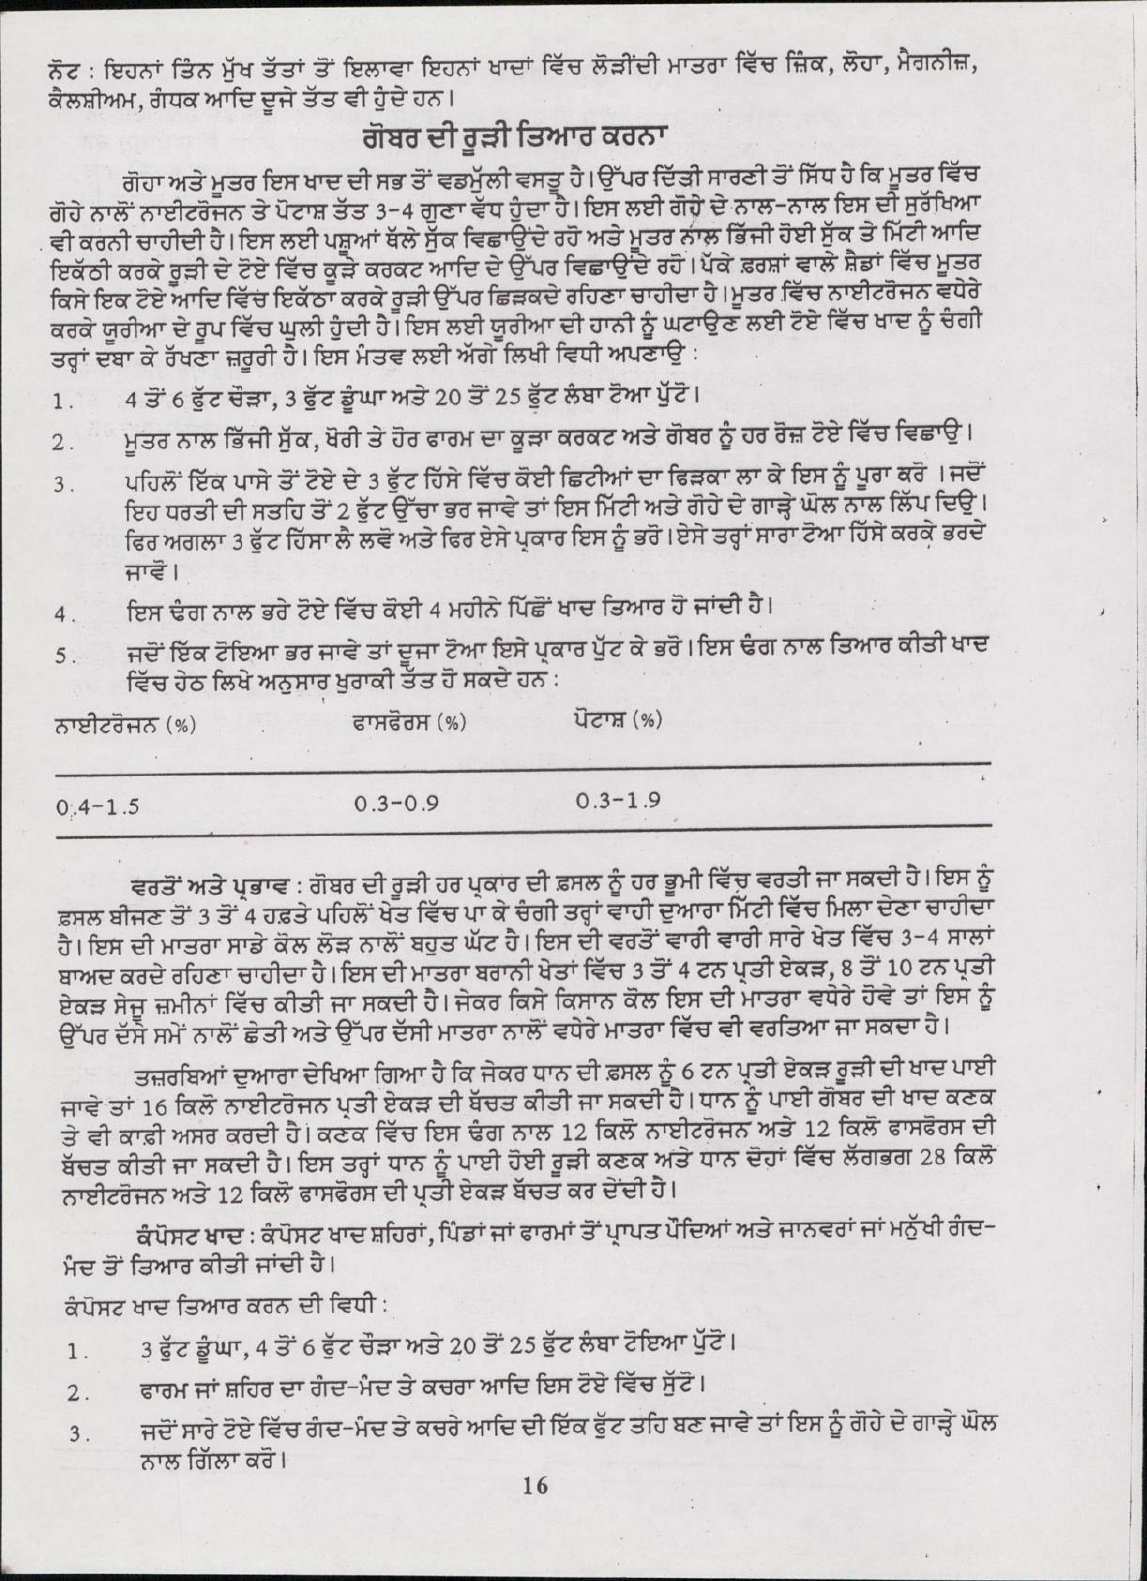 ਨੋਟ : ਇਹਨਾਂ ਤਿੰਨ ਮੁੱਖ ਤੱਤਾਂ ਤੋਂ ਇਲਾਵਾ ਇਹਨਾਂ ਖਾਦਾਂ ਵਿੱਚ ਲੋੜੀਂਦੀ ਮਾਤਰਾ ਵਿੱਚ ਜ਼ਿੰਕ, ਲੋਹਾ, ਮੈਗਨੀਜ਼,
ਕੈਲਸ਼ੀਅਮ, ਗੰਧਕ ਆਦਿ ਦੂਜੇ ਤੱਤ ਵੀ ਹੁੰਦੇ ਹਨ।
ਗੋਬਰ ਦੀ ਰੂੜੀ ਤਿਆਰ ਕਰਨਾ
ਗੋਹਾ ਅਤੇ ਮੂਤਰ ਇਸ ਖਾਦ ਦੀ ਸਭ ਤੋਂ ਵਡਮੁੱਲੀ ਵਸਤੂ ਹੈ। ਉੱਪਰ ਦਿੱਤੀ ਸਾਰਣੀ ਤੋਂ ਸਿੱਧ ਹੈ ਕਿ ਮੂਤਰ ਵਿੱਚ
ਗੋਹੇ ਨਾਲੋਂ ਨਾਈਟਰੋਜਨ ਤੇ ਪੋਟਾਸ਼ ਤੱਤ 3-4 ਗੁਣਾ ਵੱਧ ਹੁੰਦਾ ਹੈ। ਇਸ ਲਈ ਗੋਹੇ ਦੇ ਨਾਲ-ਨਾਲ ਇਸ ਦੀ ਸੁਰੱਖਿਆ
ਵੀ ਕਰਨੀ ਚਾਹੀਦੀ ਹੈ। ਇਸ ਲਈ ਪਸ਼ੂਆਂ ਥੱਲੇ ਸੁੱਕ ਵਿਛਾਉਂਦੇ ਰਹੋ ਅਤੇ ਮੂਤਰ ਨਾਲ ਭਿੱਜੀ ਹੋਈ ਸੁੱਕ ਤੇ ਮਿੱਟੀ ਆਦਿ
ਇਕੱਠੀ ਕਰਕੇ ਰੂੜੀ ਦੇ ਟੋਏ ਵਿੱਚ ਕੂੜੇ ਕਰਕਟ ਆਦਿ ਦੇ ਉੱਪਰ ਵਿਛਾਉਂਦੇ ਰਹੋ। ਪੱਕੇ ਫ਼ਰਸ਼ਾਂ ਵਾਲੇ ਸ਼ੈਡਾਂ ਵਿੱਚ ਮੂਤਰ
ਕਿਸੇ ਇਕ ਟੋਏ ਆਦਿ ਵਿੱਚ ਇਕੱਠਾ ਕਰਕੇ ਰੂੜੀ ਉੱਪਰ ਛਿੜਕਦੇ ਰਹਿਣਾ ਚਾਹੀਦਾ ਹੈ। ਮੂਤਰ ਵਿੱਚ ਨਾਈਟਰੋਜਨ ਵਧੇਰੇ
ਕਰਕੇ ਯੂਰੀਆ ਦੇ ਰੂਪ ਵਿੱਚ ਘੁਲੀ ਹੁੰਦੀ ਹੈ। ਇਸ ਲਈ ਯੂਰੀਆ ਦੀ ਹਾਨੀ ਨੂੰ ਘਟਾਉਣ ਲਈ ਟੋਏ ਵਿੱਚ ਖਾਦ ਨੂੰ ਚੰਗੀ
ਤਰ੍ਹਾਂ ਦਬਾ ਕੇ ਰੱਖਣਾ ਜ਼ਰੂਰੀ ਹੈ। ਇਸ ਮੰਤਵ ਲਈ ਅੱਗੇ ਲਿਖੀ ਵਿਧੀ ਅਪਣਾਉ :
1. 4 ਤੋਂ 6 ਫੁੱਟ ਚੌੜਾ, 3 ਫੁੱਟ ਡੂੰਘਾ ਅਤੇ 20 ਤੋਂ 25 ਫੁੱਟ ਲੰਬਾ ਟੋਆ ਪੁੱਟੋ।
2. ਮੂਤਰ ਨਾਲ ਭਿੱਜੀ ਸੁੱਕ, ਖੋਰੀ ਤੇ ਹੋਰ ਫਾਰਮ ਦਾ ਕੂੜਾ ਕਰਕਟ ਅਤੇ ਗੋਬਰ ਨੂੰ ਹਰ ਰੋਜ਼ ਟੋਏ ਵਿੱਚ ਵਿਛਾਉ।
3. ਪਹਿਲੋਂ ਇੱਕ ਪਾਸੇ ਤੋਂ ਟੋਏ ਦੇ 3 ਫੁੱਟ ਹਿੱਸੇ ਵਿੱਚ ਕੋਈ ਛਿਟੀਆਂ ਦਾ ਫਿੜਕਾ ਲਾ ਕੇ ਇਸ ਨੂੰ ਪੂਰਾ ਕਰੋ । ਜਦੋਂ
ਇਹ ਧਰਤੀ ਦੀ ਸਤਹਿ ਤੋਂ 2 ਫੁੱਟ ਉੱਚਾ ਭਰ ਜਾਵੇ ਤਾਂ ਇਸ ਮਿੱਟੀ ਅਤੇ ਗੋਹੇ ਦੇ ਗਾੜ੍ਹੇ ਘੋਲ ਨਾਲ ਲਿੱਪ ਦਿਉ।
ਫਿਰ ਅਗਲਾ 3 ਫੁੱਟ ਹਿੱਸਾ ਲੈ ਲਵੋ ਅਤੇ ਫਿਰ ਏਸੇ ਪ੍ਰਕਾਰ ਇਸ ਨੂੰ ਭਰੋ। ਏਸੇ ਤਰ੍ਹਾਂ ਸਾਰਾ ਟੋਆ ਹਿੱਸੇ ਕਰਕੇ ਭਰਦੇ
ਜਾਵੋ।
4. ਇਸ ਢੰਗ ਨਾਲ ਭਰੇ ਟੋਏ ਵਿੱਚ ਕੋਈ 4 ਮਹੀਨੇ ਪਿੱਛੋਂ ਖਾਦ ਤਿਆਰ ਹੋ ਜਾਂਦੀ ਹੈ।
5. ਜਦੋਂ ਇੱਕ ਟੋਇਆ ਭਰ ਜਾਵੇ ਤਾਂ ਦੂਜਾ ਟੋਆ ਇਸੇ ਪ੍ਰਕਾਰ ਪੁੱਟ ਕੇ ਭਰੋ। ਇਸ ਢੰਗ ਨਾਲ ਤਿਆਰ ਕੀਤੀ ਖਾਦ
ਵਿੱਚ ਹੇਠ ਲਿਖੇ ਅਨੁਸਾਰ ਖੁਰਾਕੀ ਤੱਤ ਹੋ ਸਕਦੇ ਹਨ :
ਨਾਈਟਰੋਜਨ (%) ਫਾਸਫੋਰਸ (%) ਪੋਟਾਸ਼ (%)
0.4-1.5 0.3-0.9 0.3-1.9
ਵਰਤੋਂ ਅਤੇ ਪ੍ਰਭਾਵ : ਗੋਬਰ ਦੀ ਰੂੜੀ ਹਰ ਪ੍ਰਕਾਰ ਦੀ ਫ਼ਸਲ ਨੂੰ ਹਰ ਭੂਮੀ ਵਿੱਚ ਵਰਤੀ ਜਾ ਸਕਦੀ ਹੈ। ਇਸ ਨੂੰ
ਫ਼ਸਲ ਬੀਜਣ ਤੋਂ 3 ਤੋਂ 4 ਹਫ਼ਤੇ ਪਹਿਲੋਂ ਖੇਤ ਵਿੱਚ ਪਾ ਕੇ ਚੰਗੀ ਤਰ੍ਹਾਂ ਵਾਹੀ ਦੁਆਰਾ ਮਿੱਟੀ ਵਿੱਚ ਮਿਲਾ ਦੇਣਾ ਚਾਹੀਦਾ
ਹੈ। ਇਸ ਦੀ ਮਾਤਰਾ ਸਾਡੇ ਕੋਲ ਲੋੜ ਨਾਲੋਂ ਬਹੁਤ ਘੱਟ ਹੈ। ਇਸ ਦੀ ਵਰਤੋਂ ਵਾਰੀ ਵਾਰੀ ਸਾਰੇ ਖੇਤ ਵਿੱਚ 3-4 ਸਾਲਾਂ
ਬਾਅਦ ਕਰਦੇ ਰਹਿਣਾ ਚਾਹੀਦਾ ਹੈ। ਇਸ ਦੀ ਮਾਤਰਾ ਬਰਾਨੀ ਖੇਤਾਂ ਵਿੱਚ 3 ਤੋਂ 4 ਟਨ ਪ੍ਰਤੀ ਏਕੜ, 8 ਤੋਂ 10 ਟਨ ਪ੍ਰਤੀ
ਏਕੜ ਸੇਜੂ ਜ਼ਮੀਨਾਂ ਵਿੱਚ ਕੀਤੀ ਜਾ ਸਕਦੀ ਹੈ। ਜੇਕਰ ਕਿਸੇ ਕਿਸਾਨ ਕੋਲ ਇਸ ਦੀ ਮਾਤਰਾ ਵਧੇਰੇ ਹੋਵੇ ਤਾਂ ਇਸ ਨੂੰ
ਉੱਪਰ ਦੱਸੇ ਸਮੇਂ ਨਾਲੋਂ ਛੇਤੀ ਅਤੇ ਉੱਪਰ ਦੱਸੀ ਮਾਤਰਾ ਨਾਲੋਂ ਵਧੇਰੇ ਮਾਤਰਾ ਵਿੱਚ ਵੀ ਵਰਤਿਆ ਜਾ ਸਕਦਾ ਹੈ।
ਤਜ਼ਰਬਿਆਂ ਦੁਆਰਾ ਦੇਖਿਆ ਗਿਆ ਹੈ ਕਿ ਜੇਕਰ ਧਾਨ ਦੀ ਫ਼ਸਲ ਨੂੰ 6 ਟਨ ਪ੍ਰਤੀ ਏਕੜ ਰੂੜੀ ਦੀ ਖਾਦ ਪਾਈ
ਜਾਵੇ ਤਾਂ 16 ਕਿਲੋ ਨਾਈਟਰੋਜਨ ਪ੍ਰਤੀ ਏਕੜ ਦੀ ਬੱਚਤ ਕੀਤੀ ਜਾ ਸਕਦੀ ਹੈ। ਧਾਨ ਨੂੰ ਪਾਈ ਗੋਬਰ ਦੀ ਖਾਦ ਕਣਕ
ਤੇ ਵੀ ਕਾਫ਼ੀ ਅਸਰ ਕਰਦੀ ਹੈ। ਕਣਕ ਵਿੱਚ ਇਸ ਢੰਗ ਨਾਲ 12 ਕਿਲੋ ਨਾਈਟਰੋਜਨ ਅਤੇ 12 ਕਿਲੋ ਫਾਸਫੋਰਸ ਦੀ
ਬੱਚਤ ਕੀਤੀ ਜਾ ਸਕਦੀ ਹੈ। ਇਸ ਤਰ੍ਹਾਂ ਧਾਨ ਨੂੰ ਪਾਈ ਹੋਈ ਰੂੜੀ ਕਣਕ ਅਤੇ ਧਾਨ ਦੋਹਾਂ ਵਿੱਚ ਲੱਗਭਗ 28 ਕਿਲੋ
ਨਾਈਟਰੋਜਨ ਅਤੇ 12 ਕਿਲੋ ਫਾਸਫੋਰਸ ਦੀ ਪ੍ਰਤੀ ਏਕੜ ਬੱਚਤ ਕਰ ਦੇਂਦੀ ਹੈ।
ਕੰਪੋਸਟ ਖਾਦ : ਕੰਪੋਸਟ ਖਾਦ ਸ਼ਹਿਰਾਂ, ਪਿੰਡਾਂ ਜਾਂ ਫਾਰਮਾਂ ਤੋਂ ਪ੍ਰਾਪਤ ਪੌਦਿਆਂ ਅਤੇ ਜਾਨਵਰਾਂ ਜਾਂ ਮਨੁੱਖੀ ਗੰਦ-
ਮੰਦ ਤੋਂ ਤਿਆਰ ਕੀਤੀ ਜਾਂਦੀ ਹੈ।
ਕੰਪੋਸਟ ਖਾਦ ਤਿਆਰ ਕਰਨ ਦੀ ਵਿਧੀ :
1. 3 ਫੁੱਟ ਡੂੰਘਾ, 4 ਤੋਂ 6 ਫੁੱਟ ਚੌੜਾ ਅਤੇ 20 ਤੋਂ 25 ਫੁੱਟ ਲੰਬਾ ਟੋਇਆ ਪੁੱਟੋ।
2. ਫਾਰਮ ਜਾਂ ਸ਼ਹਿਰ ਦਾ ਗੰਦ-ਮੰਦ ਤੇ ਕਚਰਾ ਆਦਿ ਇਸ ਟੋਏ ਵਿੱਚ ਸੁੱਟੋ।
3. ਜਦੋਂ ਸਾਰੇ ਟੋਏ ਵਿੱਚ ਗੰਦ-ਮੰਦ ਤੇ ਕਚਰੇ ਆਦਿ ਦੀ ਇੱਕ ਫੁੱਟ ਤਹਿ ਬਣ ਜਾਵੇ ਤਾਂ ਇਸ ਨੂੰ ਗੋਹੇ ਦੇ ਗਾੜ੍ਹੇ ਘੋਲ
ਨਾਲ ਗਿੱਲਾ ਕਰੋ।
16